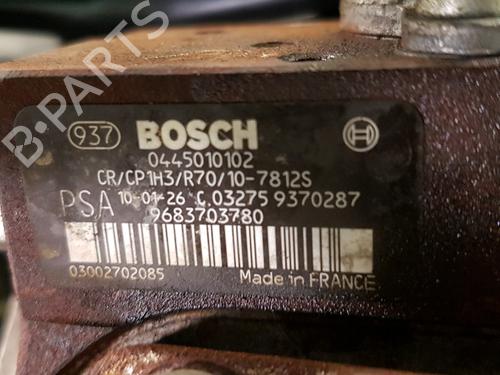 937 BOSCH
0445010102
CR/CP1H3/R70/10-7812S
PSA 10-01-26 C.03275 9370287
9683703780
03002702085 Made in FRANCE
B-Parts